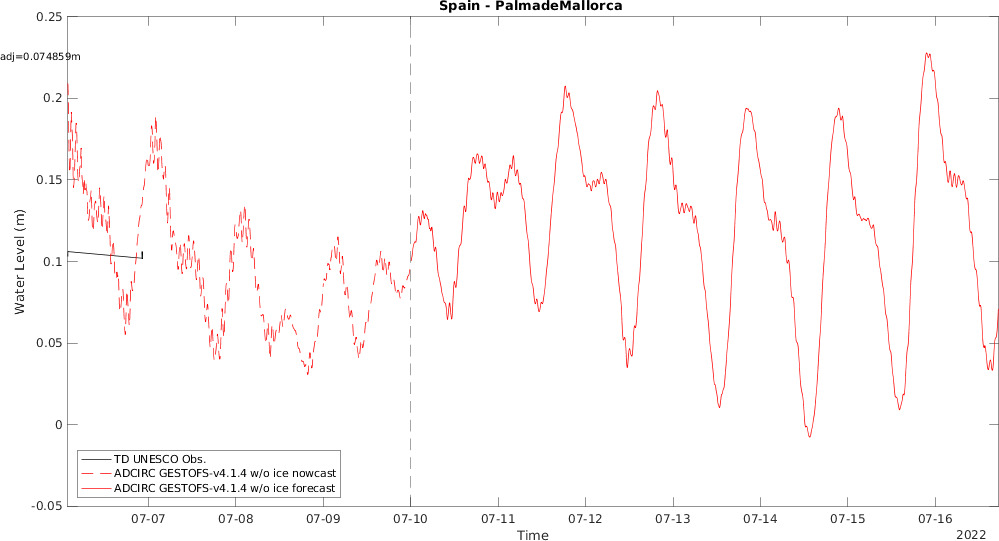 Spain - PalmadeMallorca
0.25
adj=0.074859m
0.2
0.15
0.1
0.05
0
-0.05
Water Level (m)
TD UNESCO Obs.
ADCIRC GESTOFS-v4.1.4 w/o ice nowcast
ADCIRC GESTOFS-v4.1.4 w/o ice forecast
07-07 07-08 07-09 07-10 07-11 07-12 07-13 07-14 07-15 07-16
Time
2022